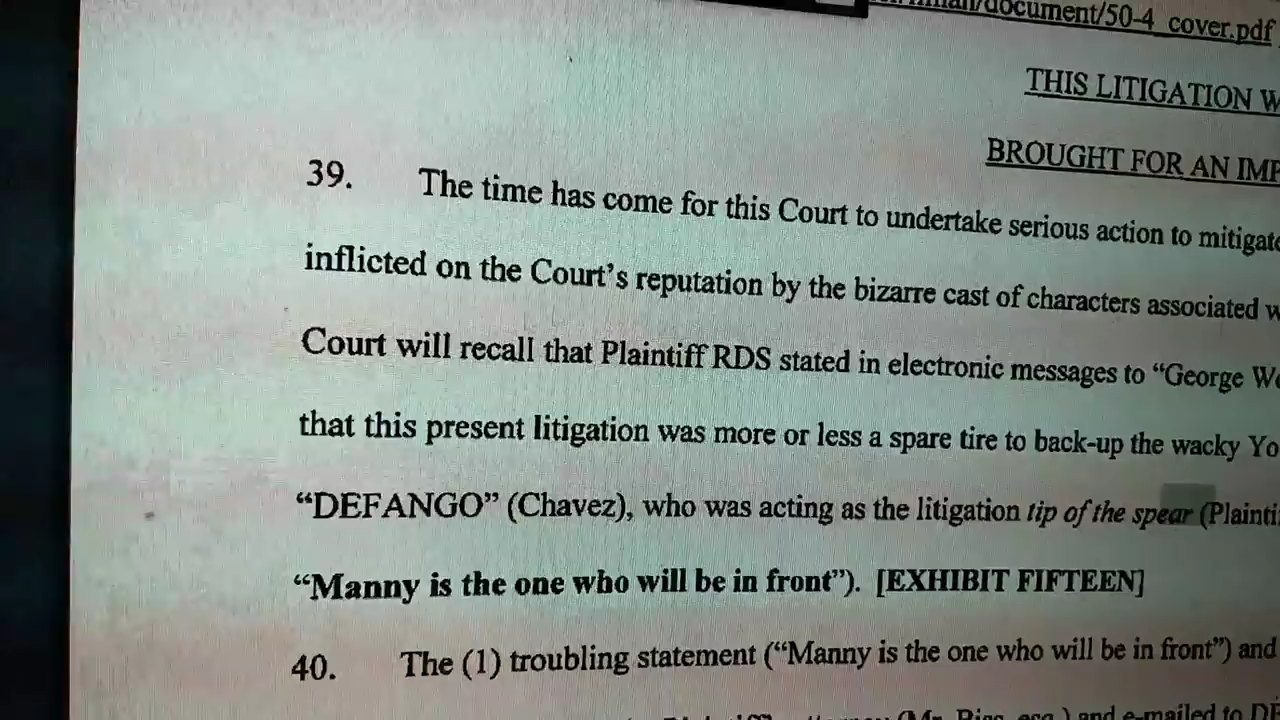 document/50-4_cover.pdf
THIS LITIGATION W
BROUGHT FOR AN IMP
39. The time has come for this Court to undertake serious action to mitigate
inflicted on the Court's reputation by the bizarre cast of characters associated w
Court will recall that Plaintiff RDS stated in electronic messages to “George We
that this present litigation was more or less a spare tire to back-up the wacky Yo
“DEFANGO” (Chavez), who was acting as the litigation tip of the spear (Plainti
“Manny is the one who will be in front”). [EXHIBIT FIFTEEN]
40. The (1) troubling statement (“Manny is the one who will be in front”) and
and e-mailed to